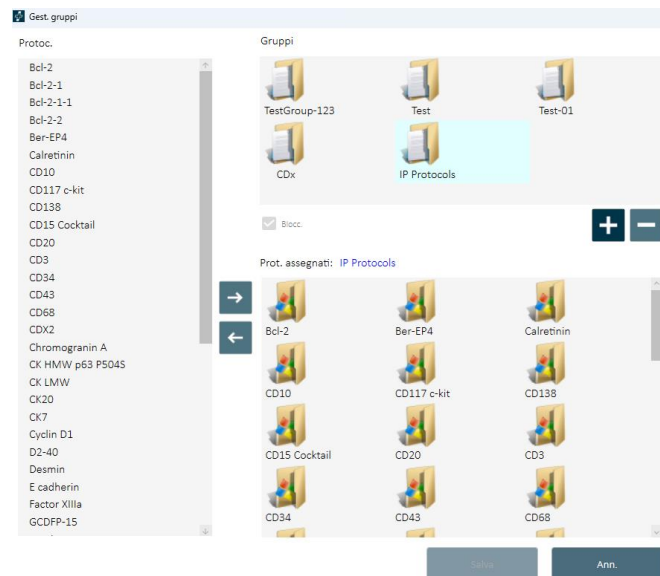 Gest. gruppi
Protoc.
Bcl-2
Bcl-2-1
Bcl-2-1-1
Bcl-2-2
Ber-EP4
Calretinin
CD10
CD117 c-kit
CD138
CD15 Cocktail
CD20
CD3
CD34
CD43
CD68
CDX2
Chromogranin A
CK HMW p63 P504S
CK LMW
CK20
CK7
Cyclin D1
D2-40
Desmin
E cadherin
Factor XIIIa
GCDFP-15
Gruppi
TestGroup-123 Test Test-01
CDx IP Protocols
Blocc.
Prot. assegnati: IP Protocols
Bcl-2 Ber-EP4 Calretinin
CD10 CD117 c-kit CD138
CD15 Cocktail CD20 CD3
CD34 CD43 CD68
Salva Ann.